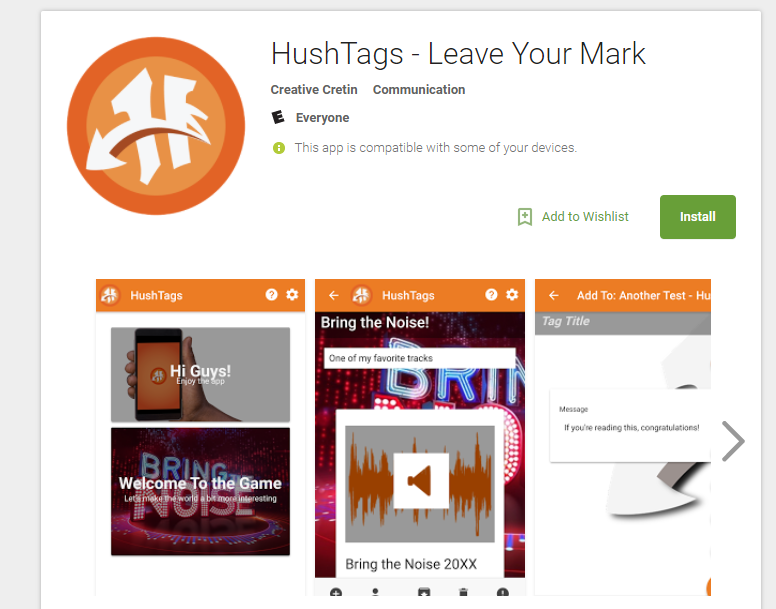 HushTags - Leave Your Mark
Creative Cretin Communication
E Everyone
This app is compatible with some of your devices.
Add to Wishlist
Install
HushTags
Hi Guys!
Enjoy the app
BRING THE NOISE
Welcome To the Game
Let's make the world a bit more interesting
HushTags
Bring the Noise!
One of my favorite tracks
BRIN
Bring the Noise 20XX
Add To: Another Test - Hu
Tag Title
Message
If you're reading this, congratulations!